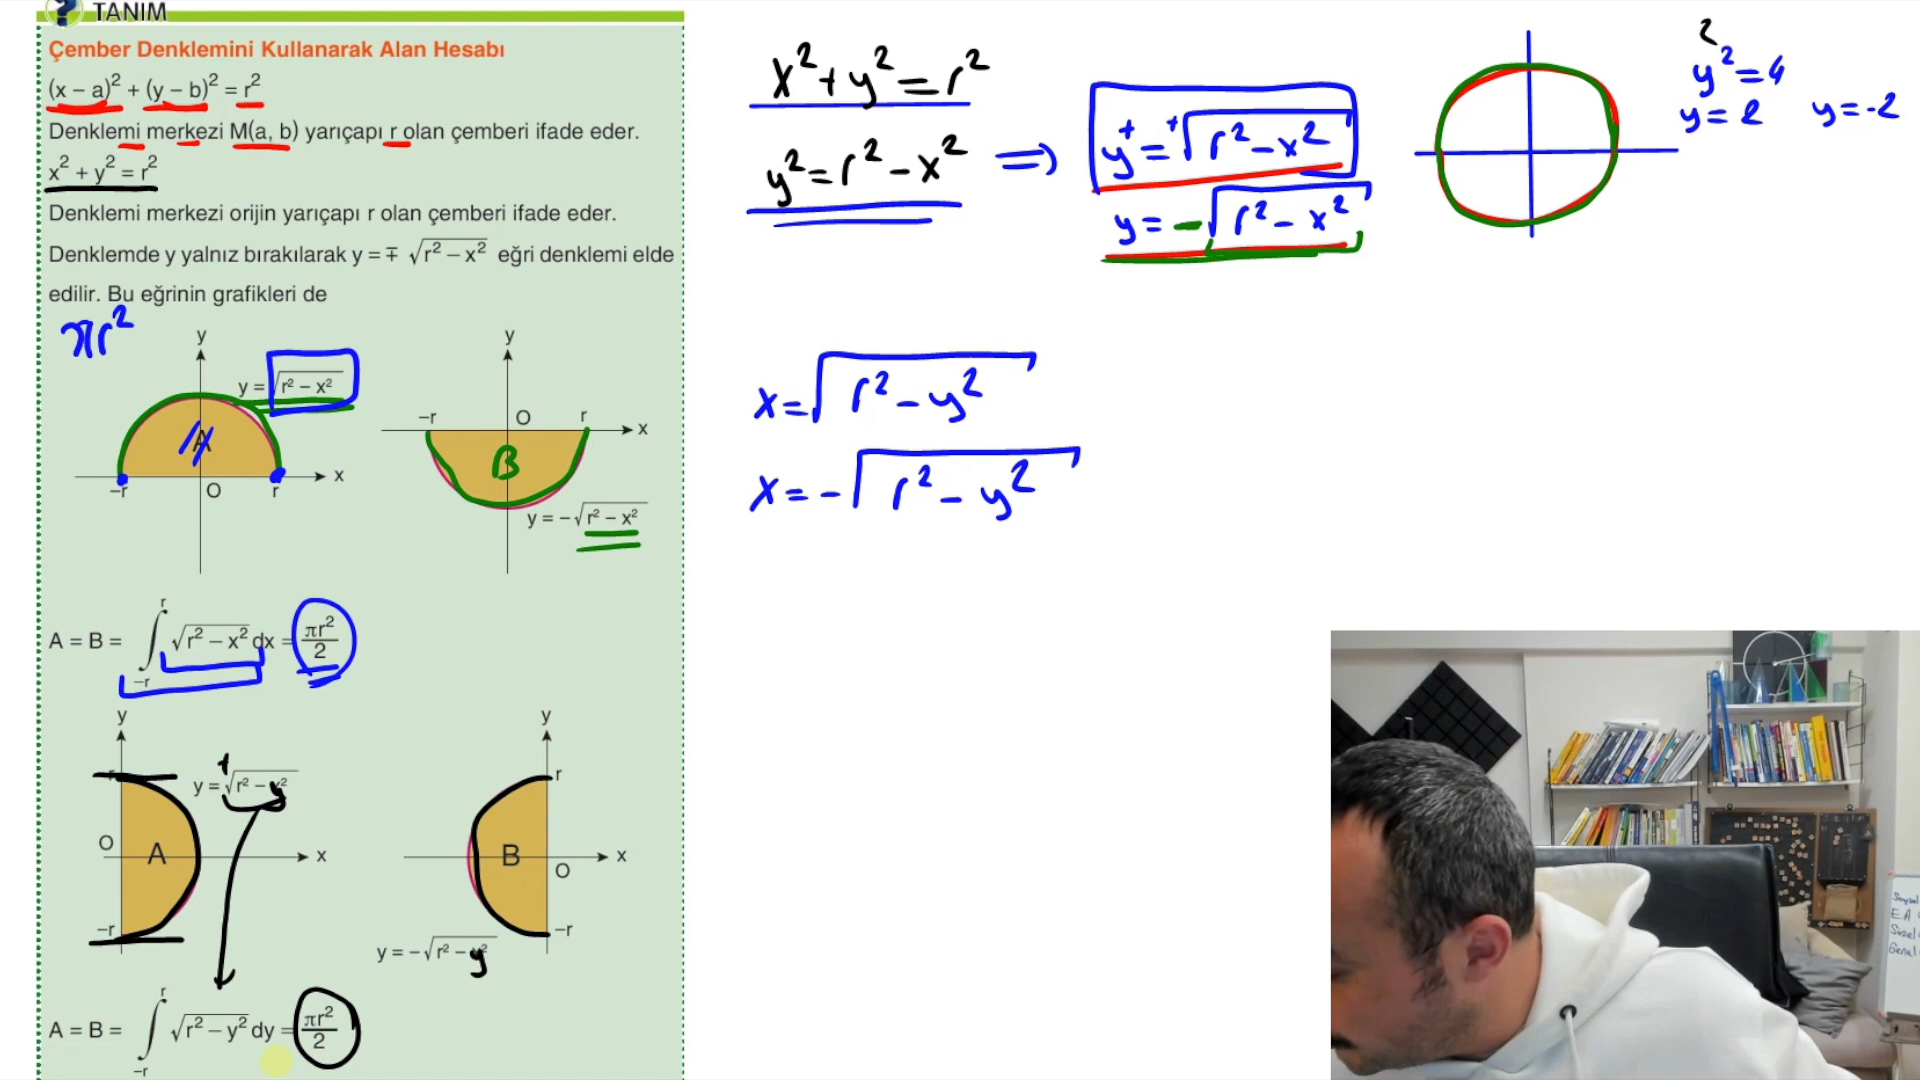 TANIM
Çember Denklemini Kullanarak Alan Hesabı
(x – a)² + (y – b)² = r²
Denklemi merkezi M(a, b) yarıçapı r olan çemberi ifade eder.
x² + y² = r²
Denklemi merkezi orijin yarıçapı r olan çemberi ifade eder.
Denklemde y yalnız bırakılarak y = ∓ √(r² – x²) eğri denklemi elde
edilir. Bu eğrinin grafikleri de
πr²
y
y = √(r² – x²)
A
–r
O
r
x
y
–r
O
r
x
B
y = –√(r² – x²)
A = B = ∫ r –r √(r² – x²) dx = πr²/2
y
r
y = +√(r² – y²)
O
A
x
–r
y
r
B
x
O
–r
y = –√(r² – y²)
A = B = ∫ r –r √(r² – y²) dy = πr²/2
x² + y² = r²
y² = r² – x² ⇒ y⁺ = ⁺√(r² – x²)
y = –√(r² – x²)
2
y² = 4
y = 2 y = -2
x = √(r² – y²)
x = –√(r² – y²)
E.A